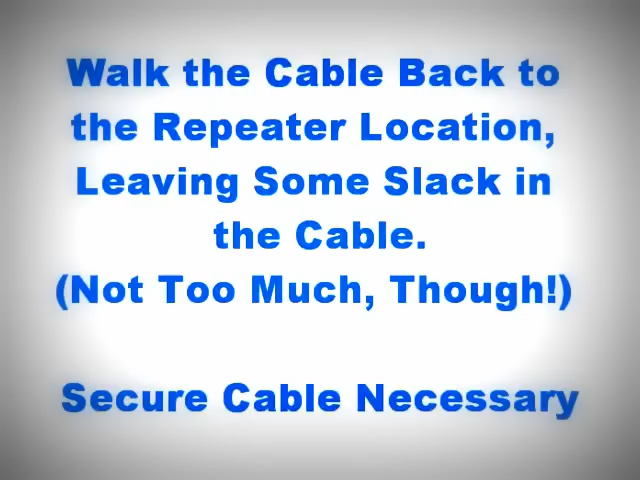 Walk the Cable Back to
the Repeater Location,
Leaving Some Slack in
the Cable.
(Not Too Much, Though!)
Secure Cable Necessary